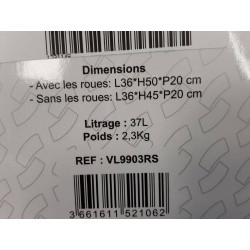 Dimensions
- Avec les roues: L36*H50*P20 cm
- Sans les roues: L36*H45*P20 cm
Litrage : 37L
Poids : 2,3Kg
REF : VL9903RS
3 661611 521062